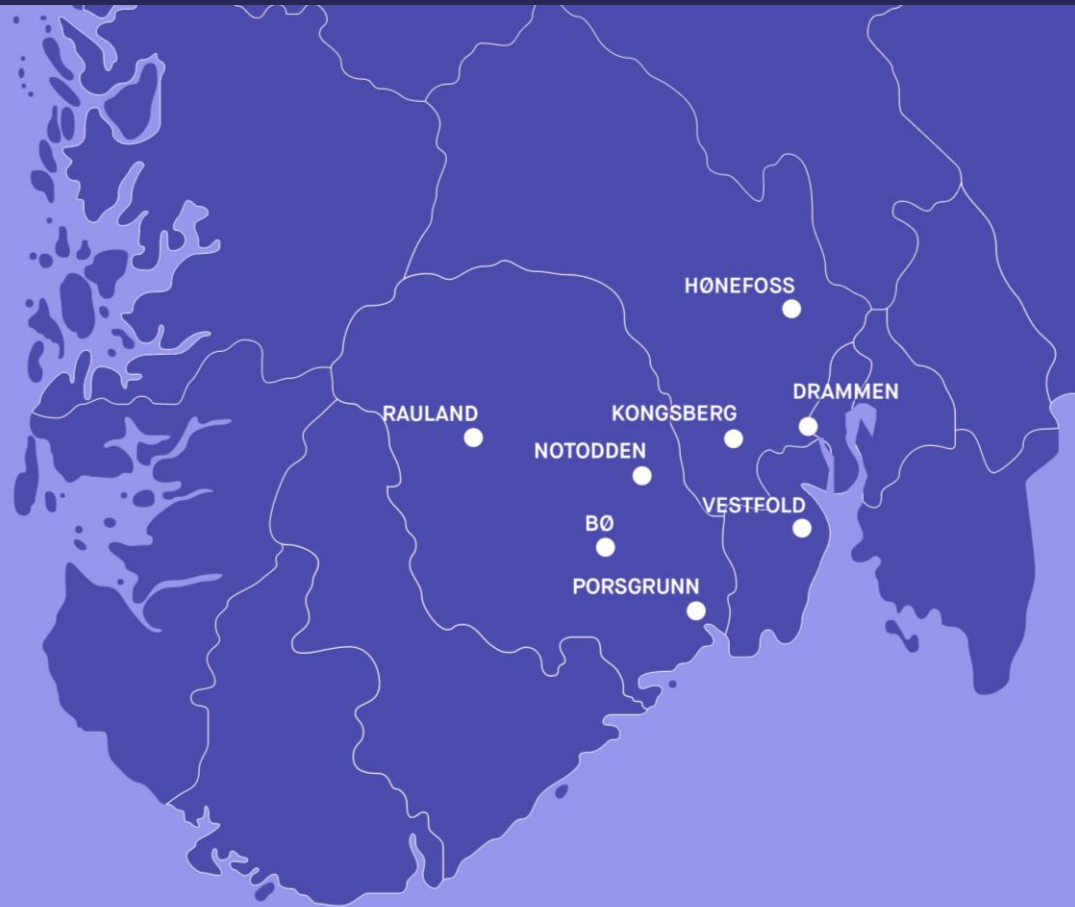 HØNEFOSS
DRAMMEN
RAULAND
KONGSBERG
NOTODDEN
VESTFOLD
BØ
PORSGRUNN